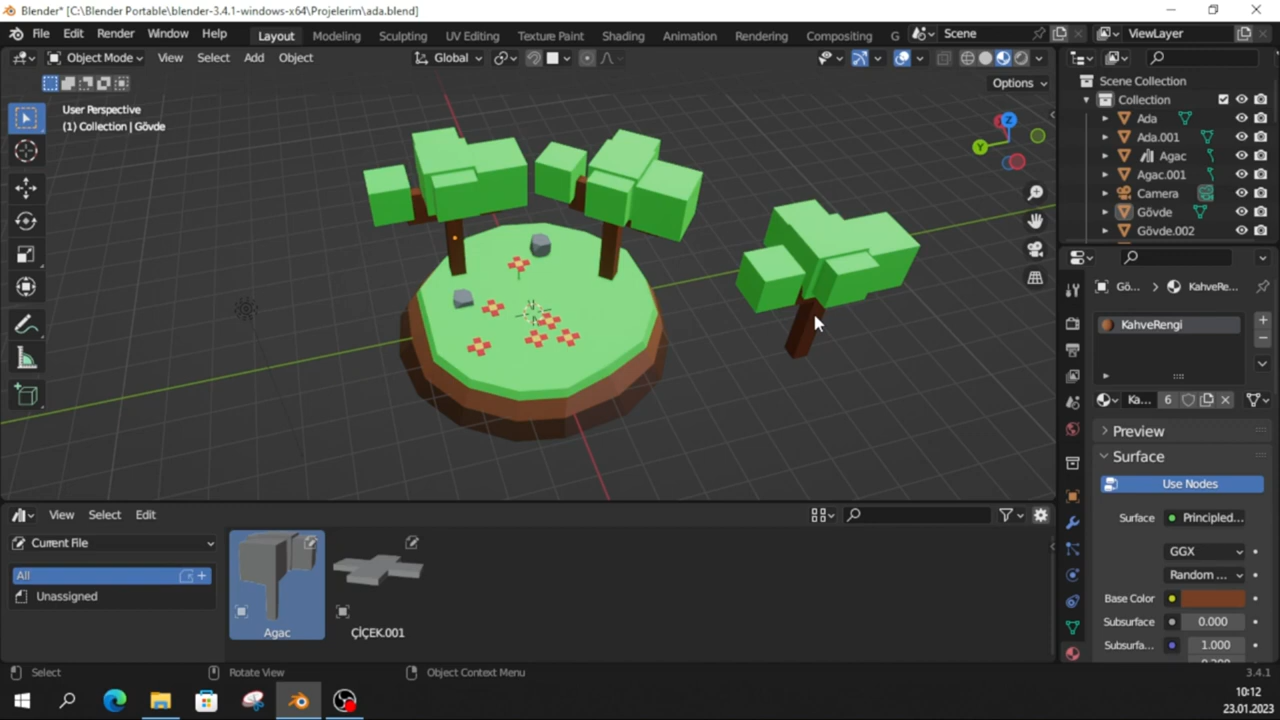 Blender* [C:\Blender Portable\blender-3.4.1-windows-x64\Projelerim\ada.blend]
File Edit Render Window Help Layout Modeling Sculpting UV Editing Texture Paint Shading Animation Rendering Compositing G Scene ViewLayer
Object Mode View Select Add Object Global
Options
User Perspective
(1) Collection | Gövde
Z
Y
Scene Collection
Collection
Ada
Ada.001
Agac
Agac.001
Camera
Gövde
Gövde.002
Gö... KahveRe...
KahveRengi
Ka... 6
Preview
Surface
Use Nodes
Surface Principled...
GGX
Random ...
Base Color
Subsurface 0.000
Subsurfa... 1.000
View Select Edit
Current File
All
Unassigned
Agac
ÇİÇEK.001
Select Rotate View Object Context Menu 3.4.1
10:12
23.01.2023